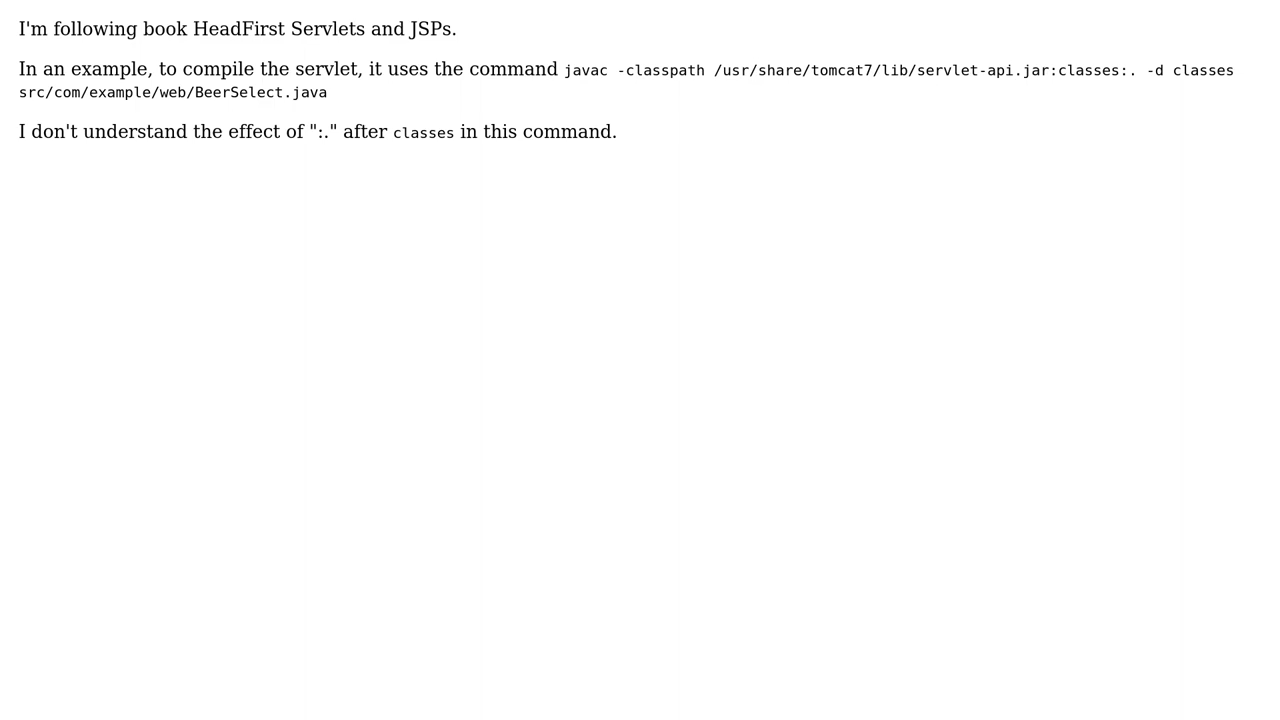 I'm following book HeadFirst Servlets and JSPs.
In an example, to compile the servlet, it uses the command javac -classpath /usr/share/tomcat7/lib/servlet-api.jar:classes:. -d classes
src/com/example/web/BeerSelect.java
I don't understand the effect of ":." after classes in this command.